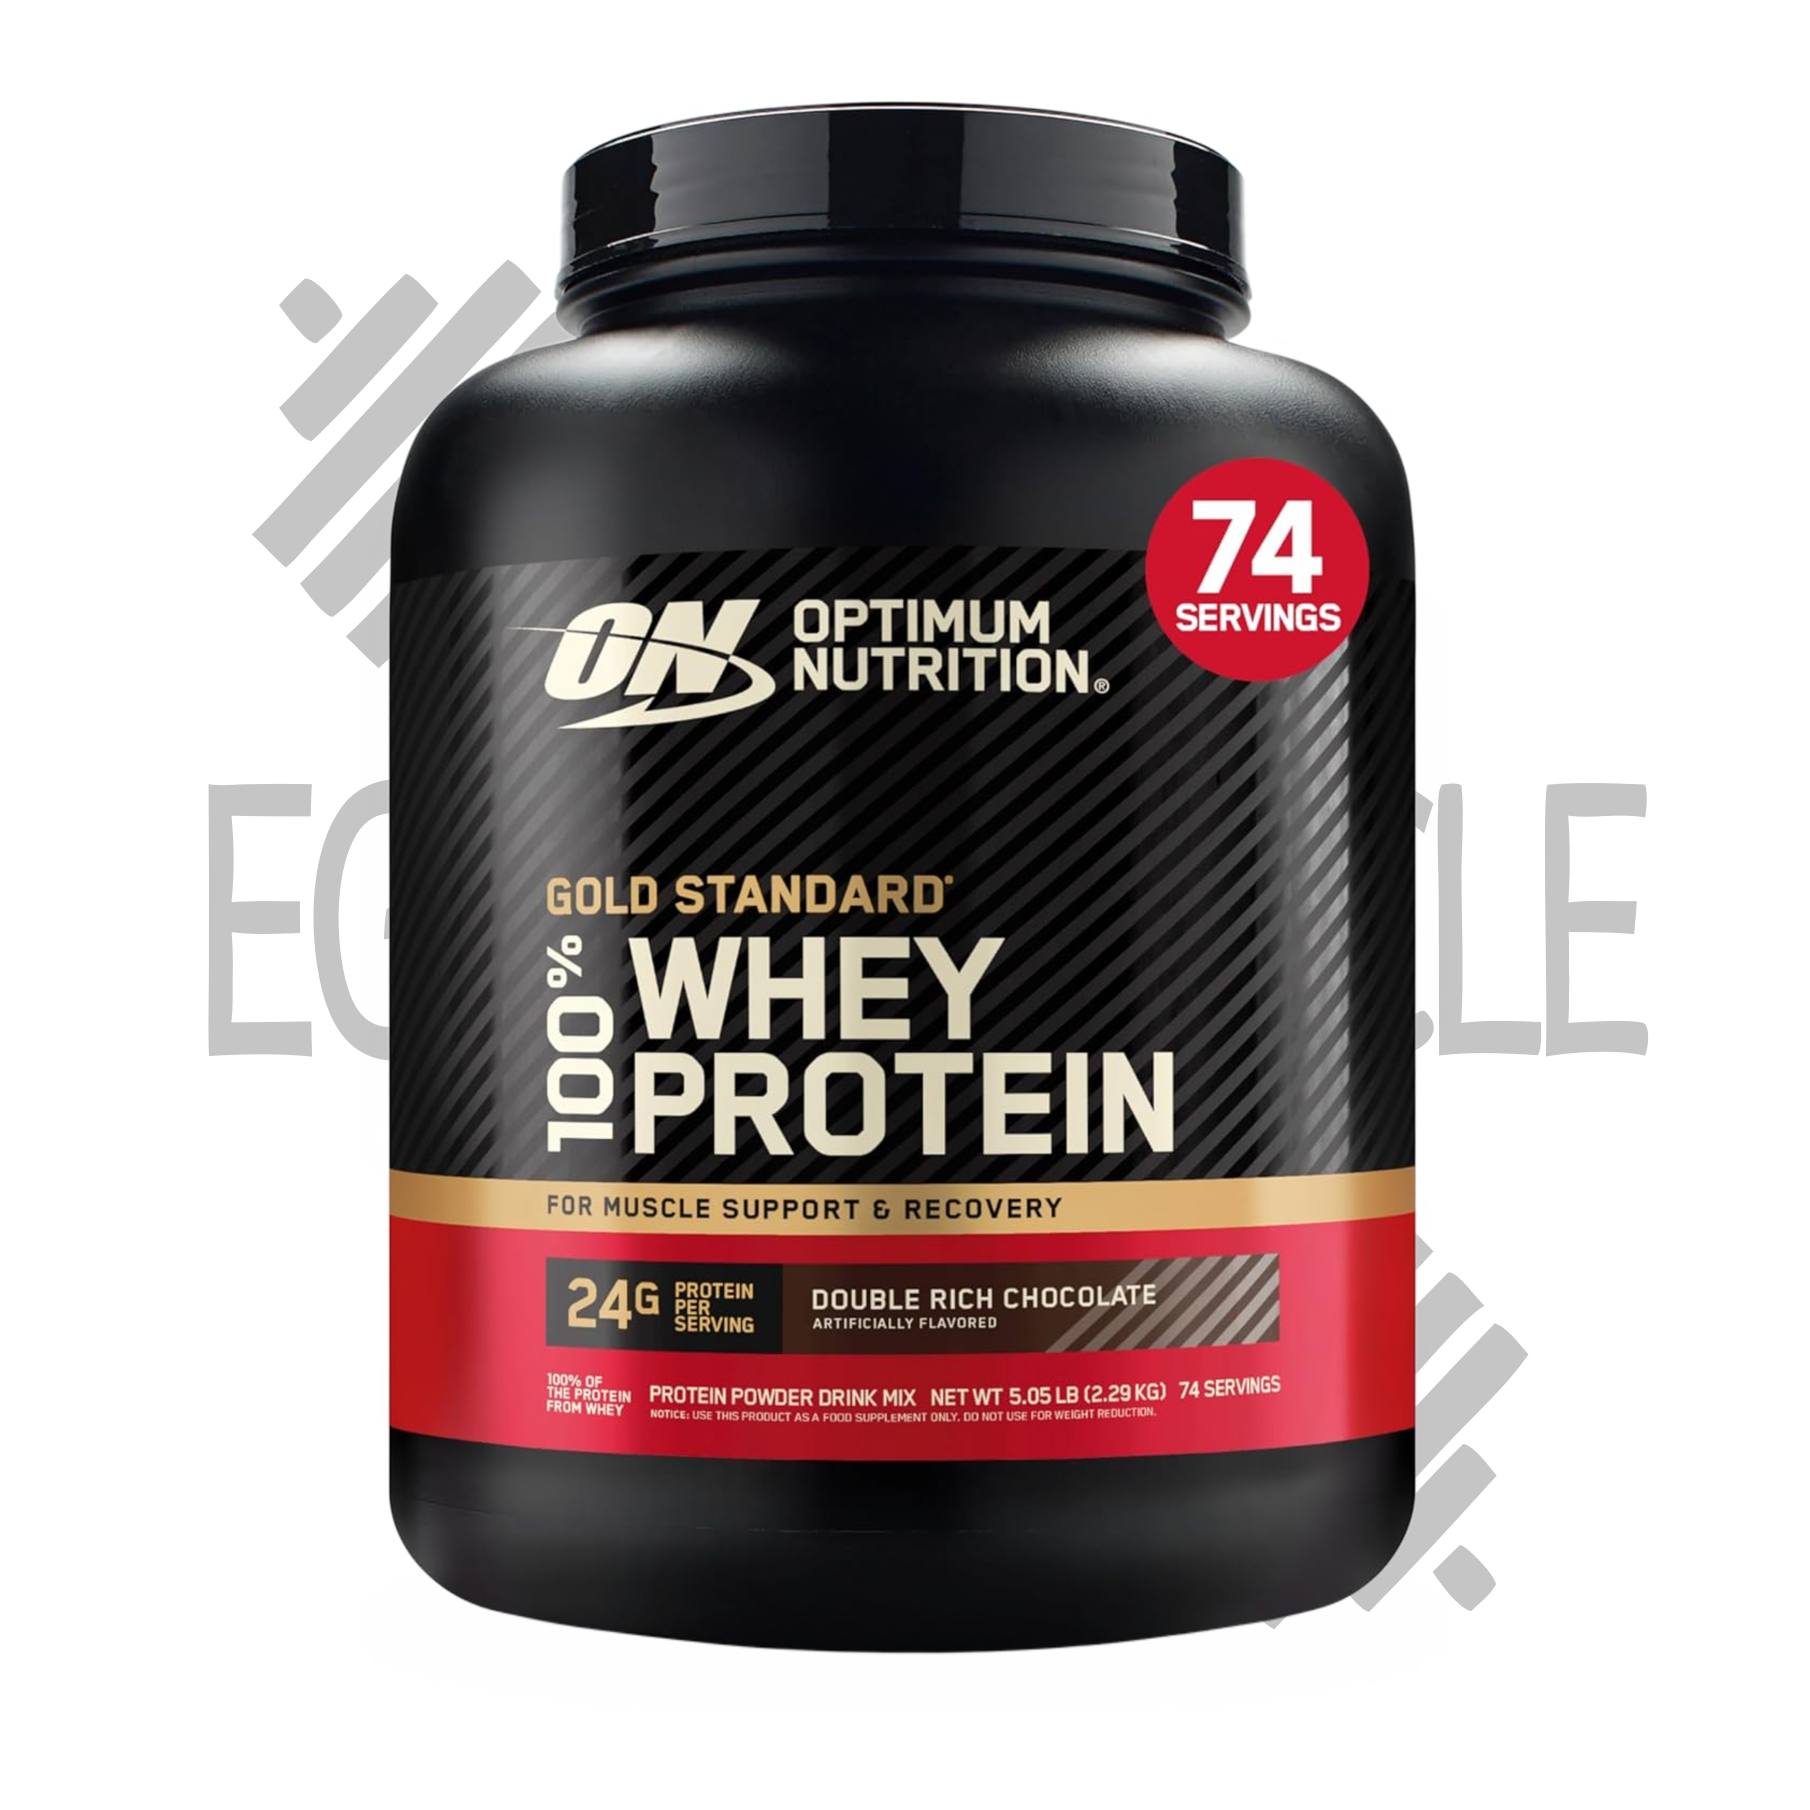 74
SERVINGS
ON OPTIMUM
NUTRITION®
GOLD STANDARD®
100% WHEY
PROTEIN
FOR MUSCLE SUPPORT & RECOVERY
24G PROTEIN
PER
SERVING
DOUBLE RICH CHOCOLATE
ARTIFICIALLY FLAVORED
100% OF
THE PROTEIN
FROM WHEY
PROTEIN POWDER DRINK MIX NET WT 5.05 LB (2.29 KG) 74 SERVINGS
NOTICE: USE THIS PRODUCT AS A FOOD SUPPLEMENT ONLY. DO NOT USE FOR WEIGHT REDUCTION.